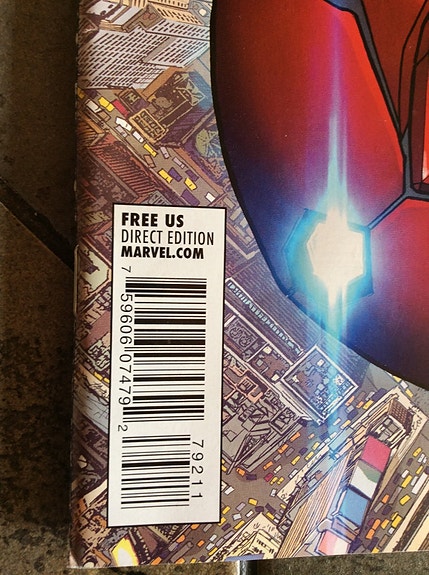 FREE US
DIRECT EDITION
MARVEL.COM
7 59606 07479 2
79211